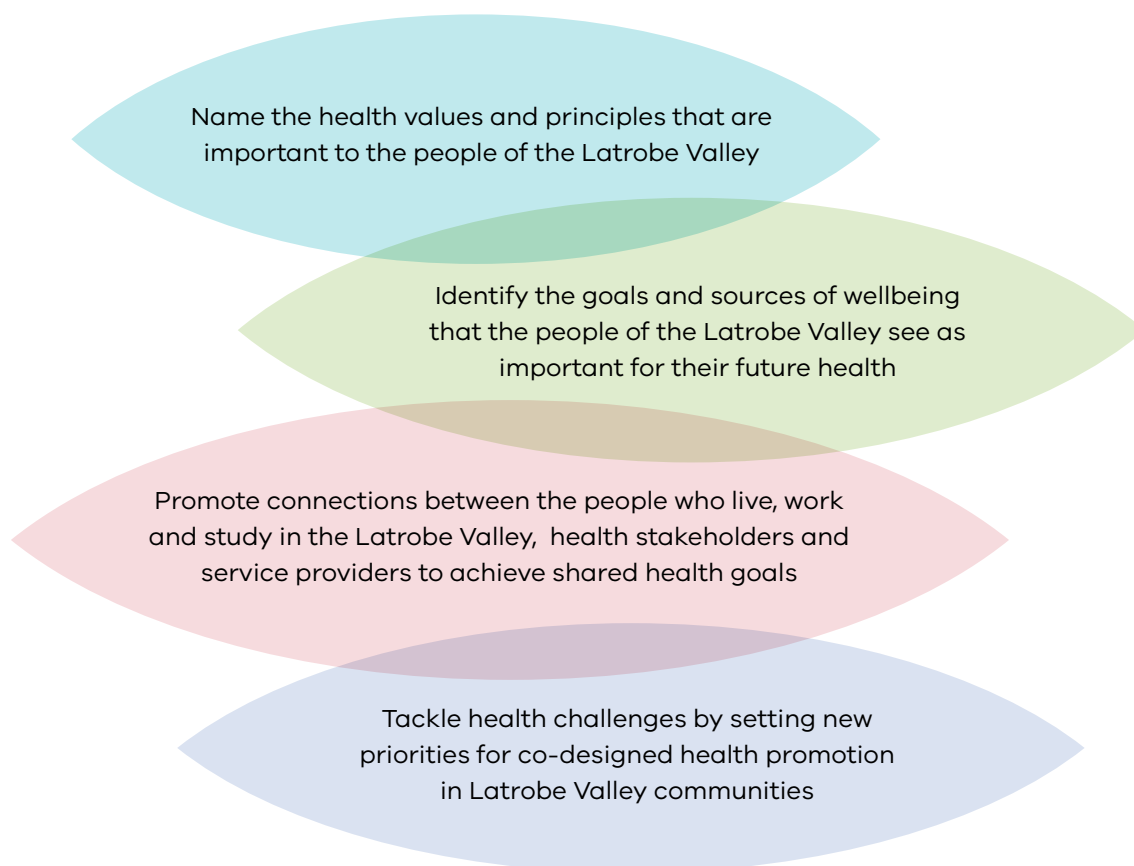 Name the health values and principles that are
important to the people of the Latrobe Valley
Identify the goals and sources of wellbeing
that the people of the Latrobe Valley see as
important for their future health
Promote connections between the people who live, work
and study in the Latrobe Valley, health stakeholders and
service providers to achieve shared health goals
Tackle health challenges by setting new
priorities for co-designed health promotion
in Latrobe Valley communities